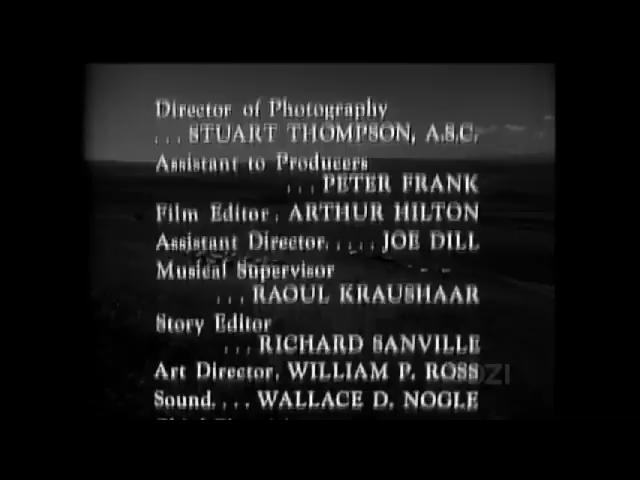 Director of Photography
... STUART THOMPSON, A.S.C.
Assistant to Producers
... PETER FRANK
Film Editor. ARTHUR HILTON
Assistant Director..... JOE DILL
Musical Supervisor
... RAOUL KRAUSHAAR
Story Editor
... RICHARD SANVILLE
Art Director. WILLIAM P. ROSS
Sound.... WALLACE D. NOGLE